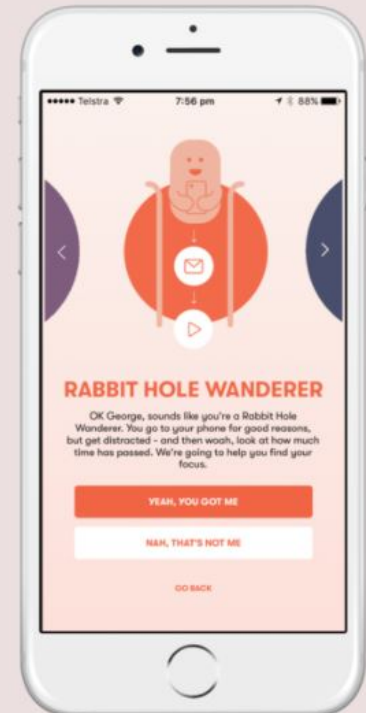 Telstra 7:56 pm 88%
RABBIT HOLE WANDERER
OK George, sounds like you're a Rabbit Hole
Wanderer. You go to your phone for good reasons,
but get distracted - and then woah, look at how much
time has passed. We're going to help you find your
focus.
YEAH, YOU GOT ME
NAH, THAT'S NOT ME
GO BACK